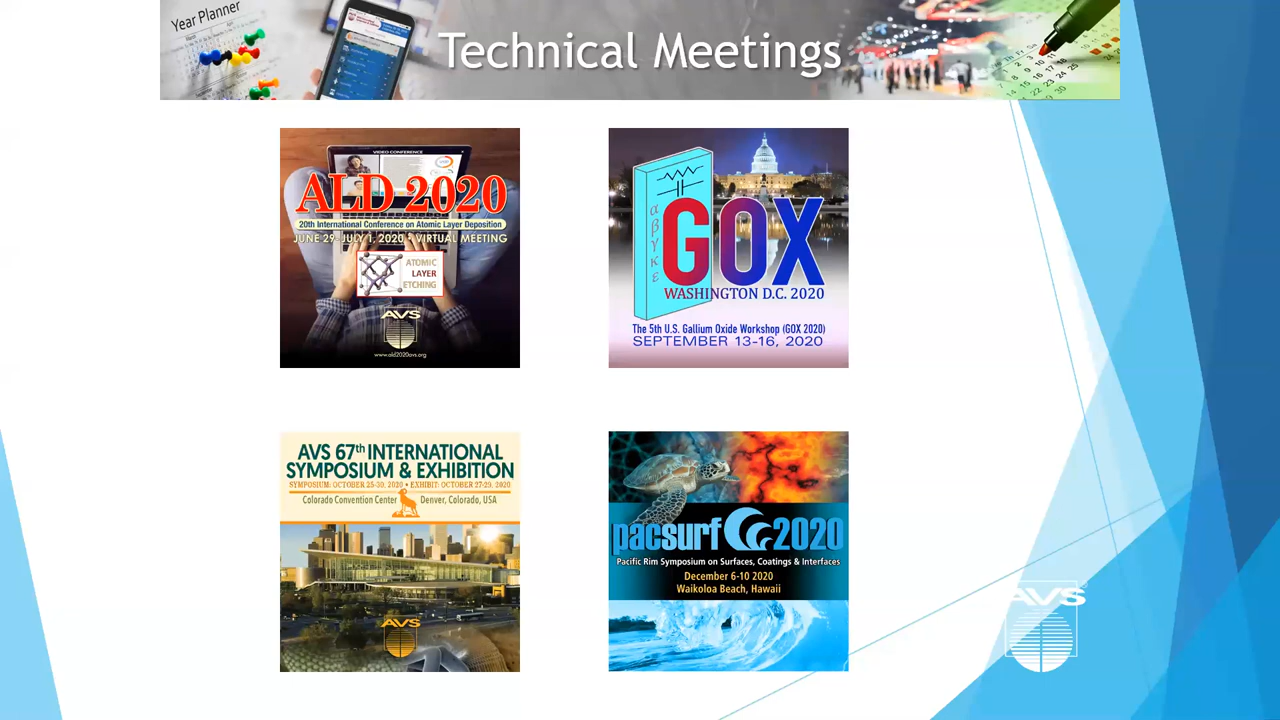 Year Planner
Technical Meetings
VIDEO CONFERENCE
ALD 2020
20th International Conference on Atomic Layer Deposition
JUNE 29-JULY 1, 2020 • VIRTUAL MEETING
ATOMIC
LAYER
ETCHING
AVS
www.ald2020avs.org
α
β
γ
κ
ε
GOX
WASHINGTON D.C. 2020
The 5th U.S. Gallium Oxide Workshop (GOX 2020)
SEPTEMBER 13-16, 2020
AVS 67th INTERNATIONAL
SYMPOSIUM & EXHIBITION
SYMPOSIUM: OCTOBER 25-30, 2020 • EXHIBIT: OCTOBER 27-29, 2020
Colorado Convention Center Denver, Colorado, USA
AVS
pacsurf 2020
Pacific Rim Symposium on Surfaces, Coatings & Interfaces
December 6-10 2020
Waikoloa Beach, Hawaii
AVS